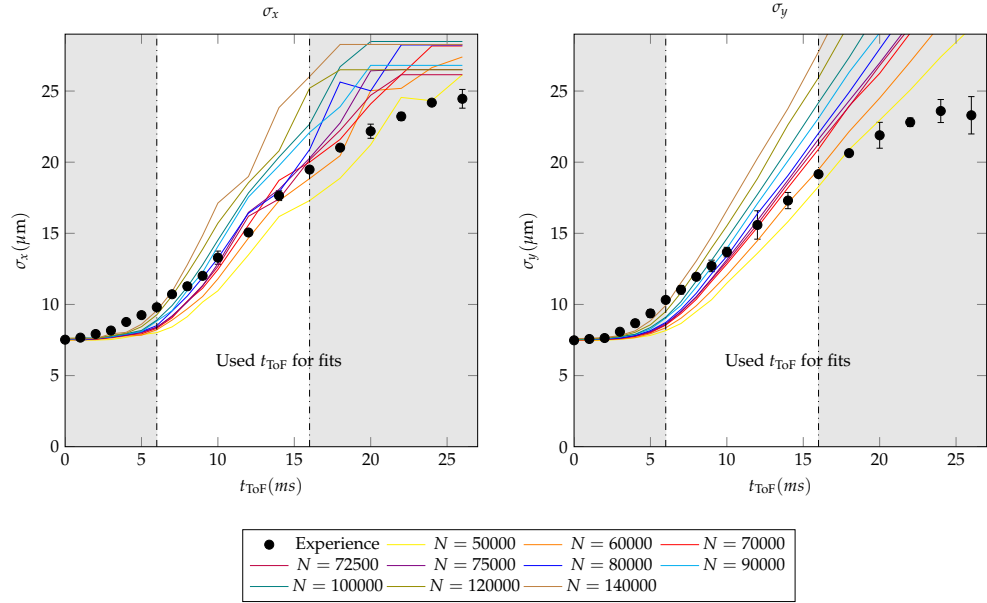 σx
σy
25
20
15
10
5
0
σx(µm)
Used tToF for fits
0 5 10 15 20 25
tToF(ms)
25
20
15
10
5
0
σy(µm)
Used tToF for fits
0 5 10 15 20 25
tToF(ms)
Experience N = 50000 N = 60000 N = 70000
N = 72500 N = 75000 N = 80000 N = 90000
N = 100000 N = 120000 N = 140000